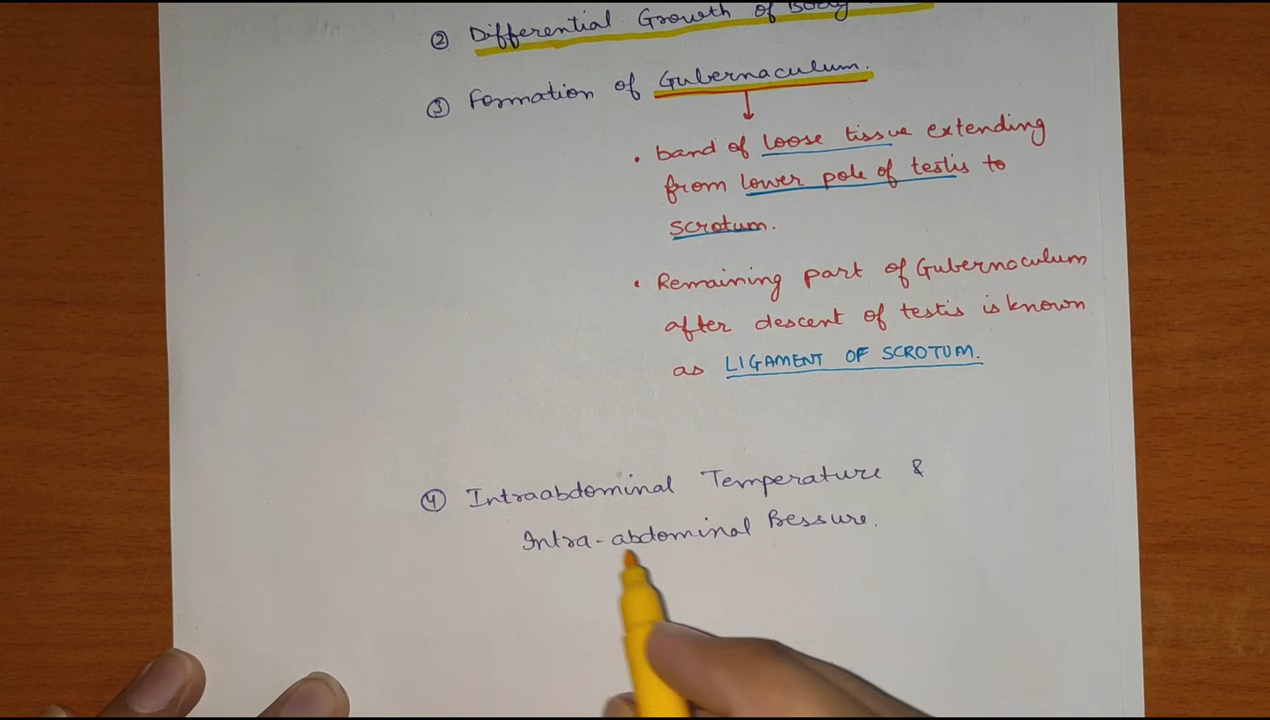 ② Differential Growth of Body
③ Formation of Gubernaculum.
• band of loose tissue extending
from lower pole of testis to
scrotum.
• Remaining part of Gubernaculum
after descent of testis is known
as LIGAMENT OF SCROTUM.
④ Intraabdominal Temperature &
Intra-abdominal Pressure.